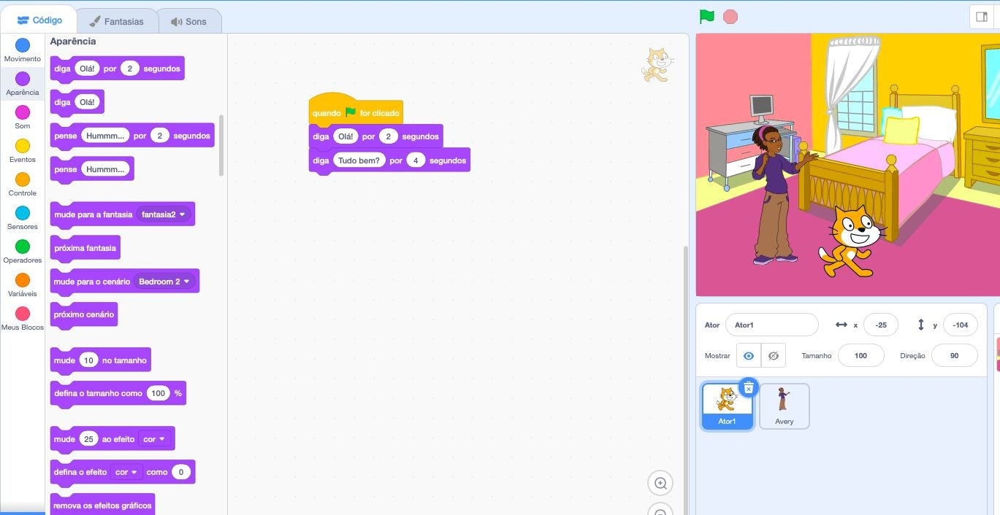 Código
Fantasias
Sons
Movimento
Aparência
Som
Eventos
Controle
Sensores
Operadores
Variáveis
Meus Blocos
Aparência
diga Olá! por 2 segundos
diga Olá!
pense Hummm... por 2 segundos
pense Hummm...
mude para a fantasia fantasia2
próxima fantasia
mude para o cenário Bedroom 2
próximo cenário
mude 10 no tamanho
defina o tamanho como 100 %
mude 25 ao efeito cor
defina o efeito cor como 0
remova os efeitos gráficos
quando for clicado
diga Olá! por 2 segundos
diga Tudo bem? por 4 segundos
Ator Ator1 x -25 y -104
Mostrar Tamanho 100 Direção 90
Ator1
Avery